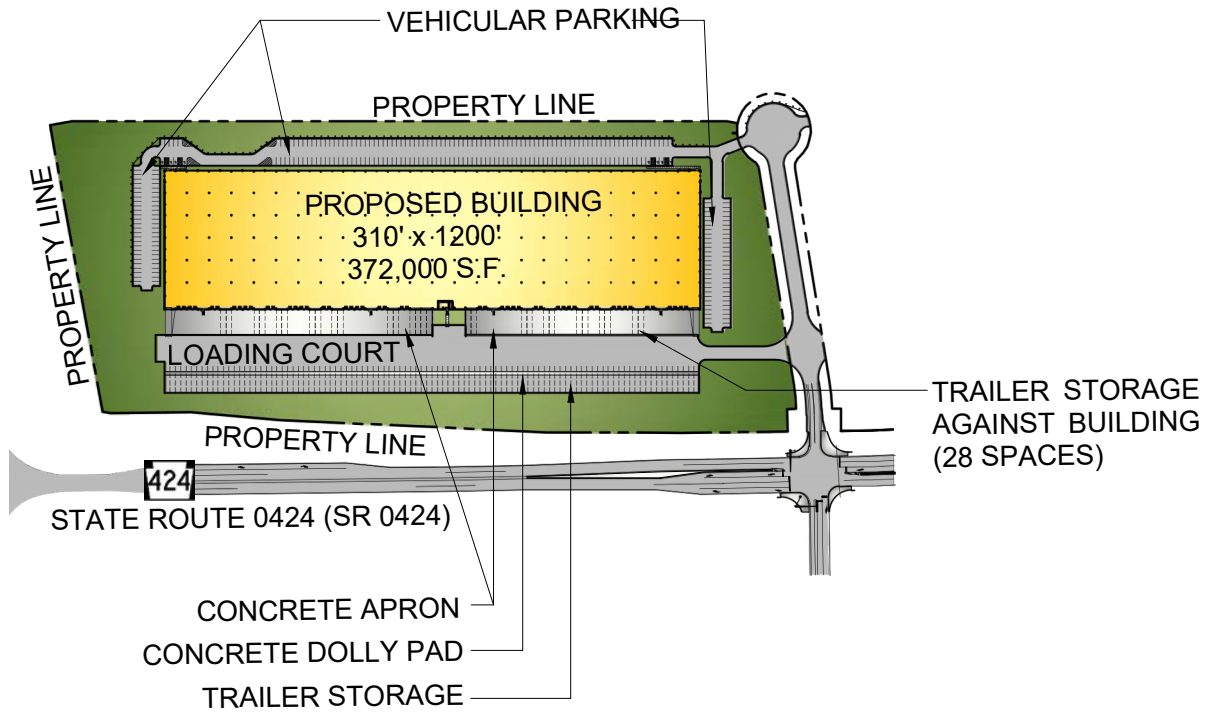 VEHICULAR PARKING
PROPERTY LINE
PROPERTY LINE
PROPOSED BUILDING
310' x 1200'
372,000 S.F.
LOADING COURT
TRAILER STORAGE
AGAINST BUILDING
(28 SPACES)
PROPERTY LINE
424
STATE ROUTE 0424 (SR 0424)
CONCRETE APRON
CONCRETE DOLLY PAD
TRAILER STORAGE